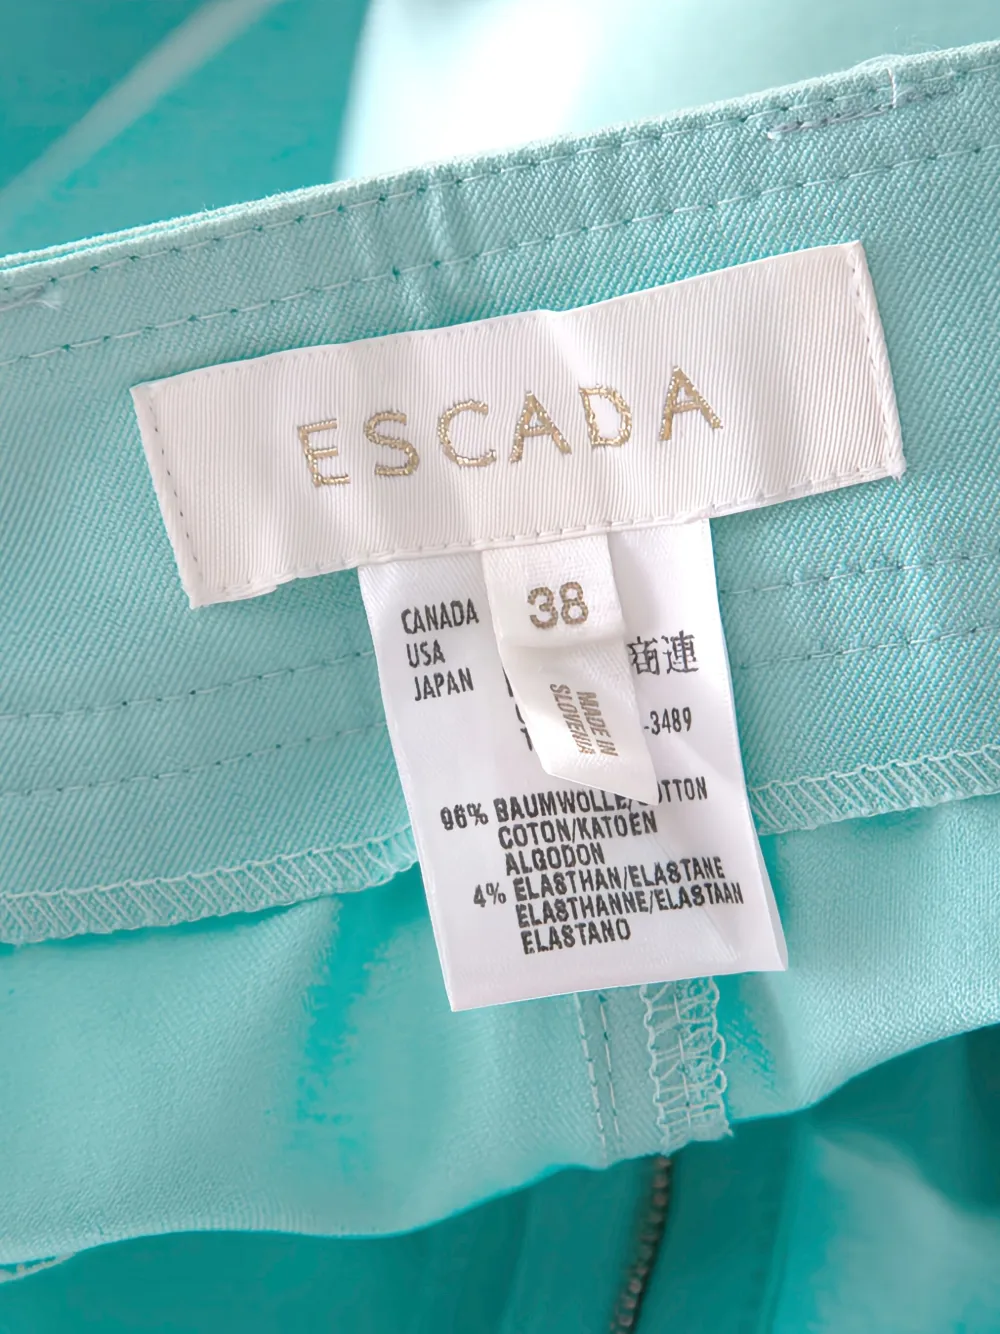 ESCADA
38
MADE IN
SLOVENIA
CANADA
USA
JAPAN
商連
-3489
96% BAUMWOLLE/COTTON
COTON/KATOEN
ALGODON
4% ELASTHAN/ELASTANE
ELASTHANNE/ELASTAAN
ELASTANO